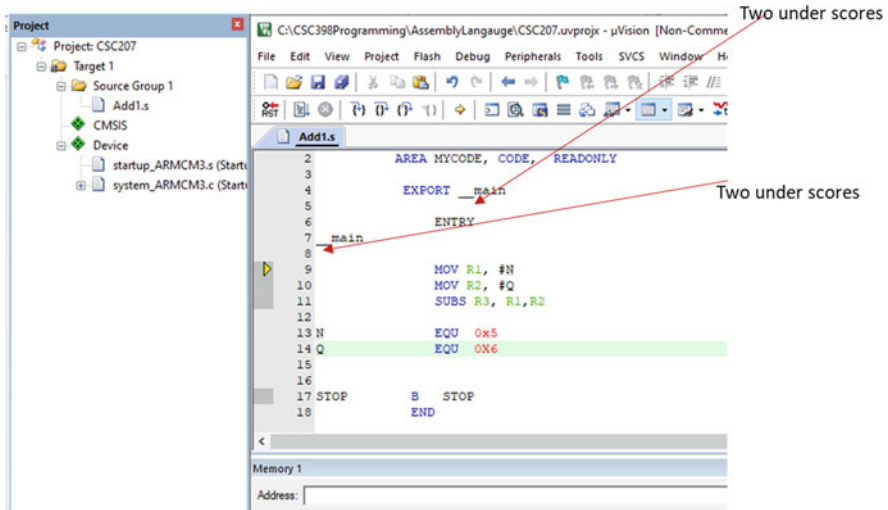 Two under scores
Project
C:\CSC398Programming\AssemblyLangauge\CSC207.uvprojx - µVision [Non-Comme
Project: CSC207
File Edit View Project Flash Debug Peripherals Tools SVCS Window H
Target 1
Source Group 1
Add1.s
CMSIS
Device
startup_ARMCM3.s (Startu
system_ARMCM3.c (Startu
RST
Add1.s
2 AREA MYCODE, CODE, READONLY
3
4 EXPORT __main
Two under scores
5
6 ENTRY
7 __main
8
9 MOV R1, #N
10 MOV R2, #Q
11 SUBS R3, R1,R2
12
13 N EQU 0x5
14 Q EQU 0X6
15
16
17 STOP B STOP
18 END
Memory 1
Address: